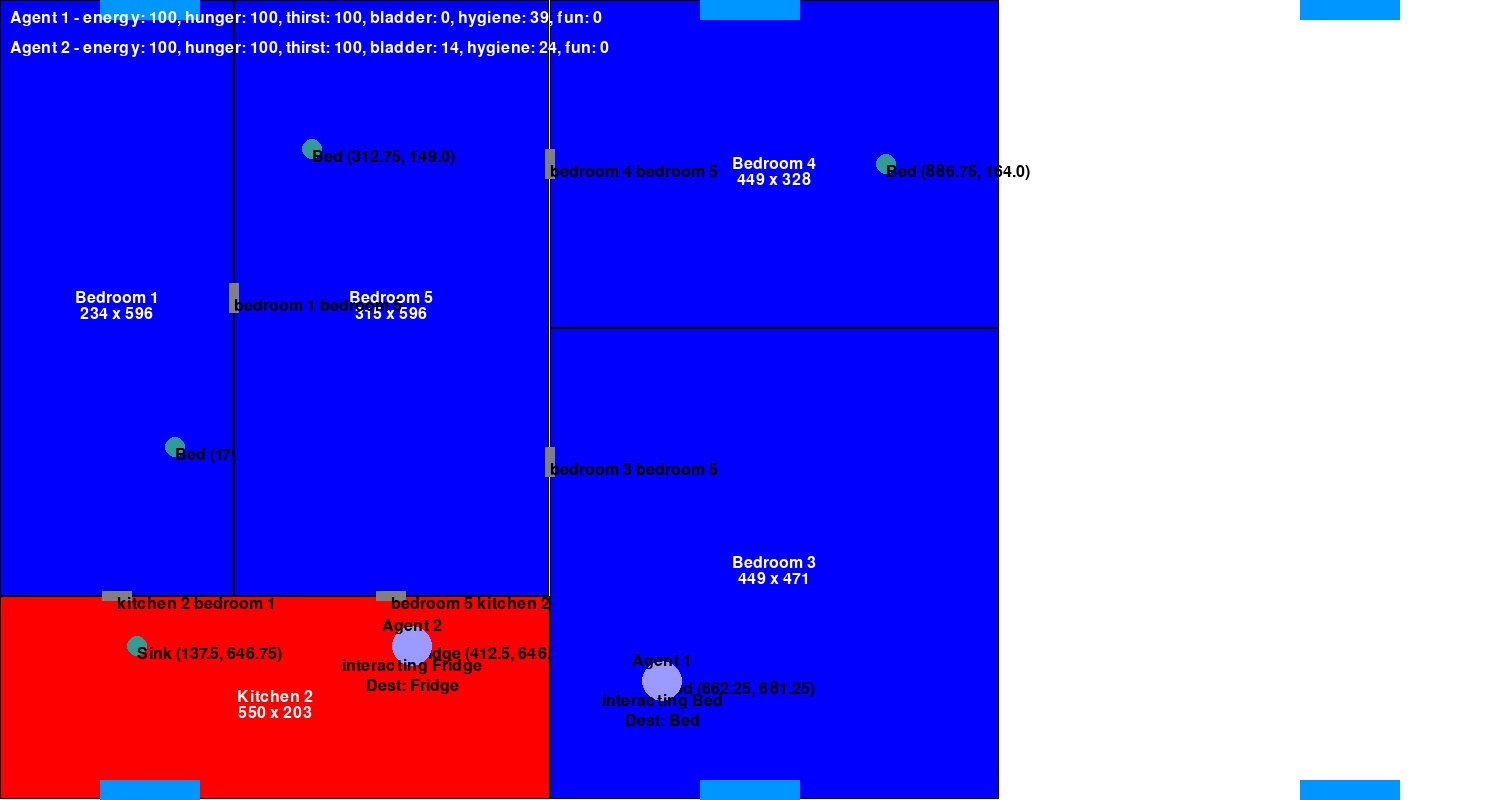 Agent 1 - energy: 100, hunger: 100, thirst: 100, bladder: 0, hygiene: 39, fun: 0
Agent 2 - energy: 100, hunger: 100, thirst: 100, bladder: 14, hygiene: 24, fun: 0
Bed (312.75, 149.0)
bedroom 4 bedroom 5
Bedroom 4
449 x 328
Bed (886.75, 164.0)
Bedroom 1
234 x 596
bedroom 1 bedroom
Bedroom 5
315 x 596
Bed (17
bedroom 3 bedroom 5
Bedroom 3
449 x 471
kitchen 2 bedroom 1
bedroom 5 kitchen 2
Agent 2
Sink (137.5, 646.75)
dge (412.5, 646.
interacting Fridge
Dest: Fridge
Kitchen 2
550 x 203
Agent 1
d (662.25, 681.25)
interacting Bed
Dest: Bed